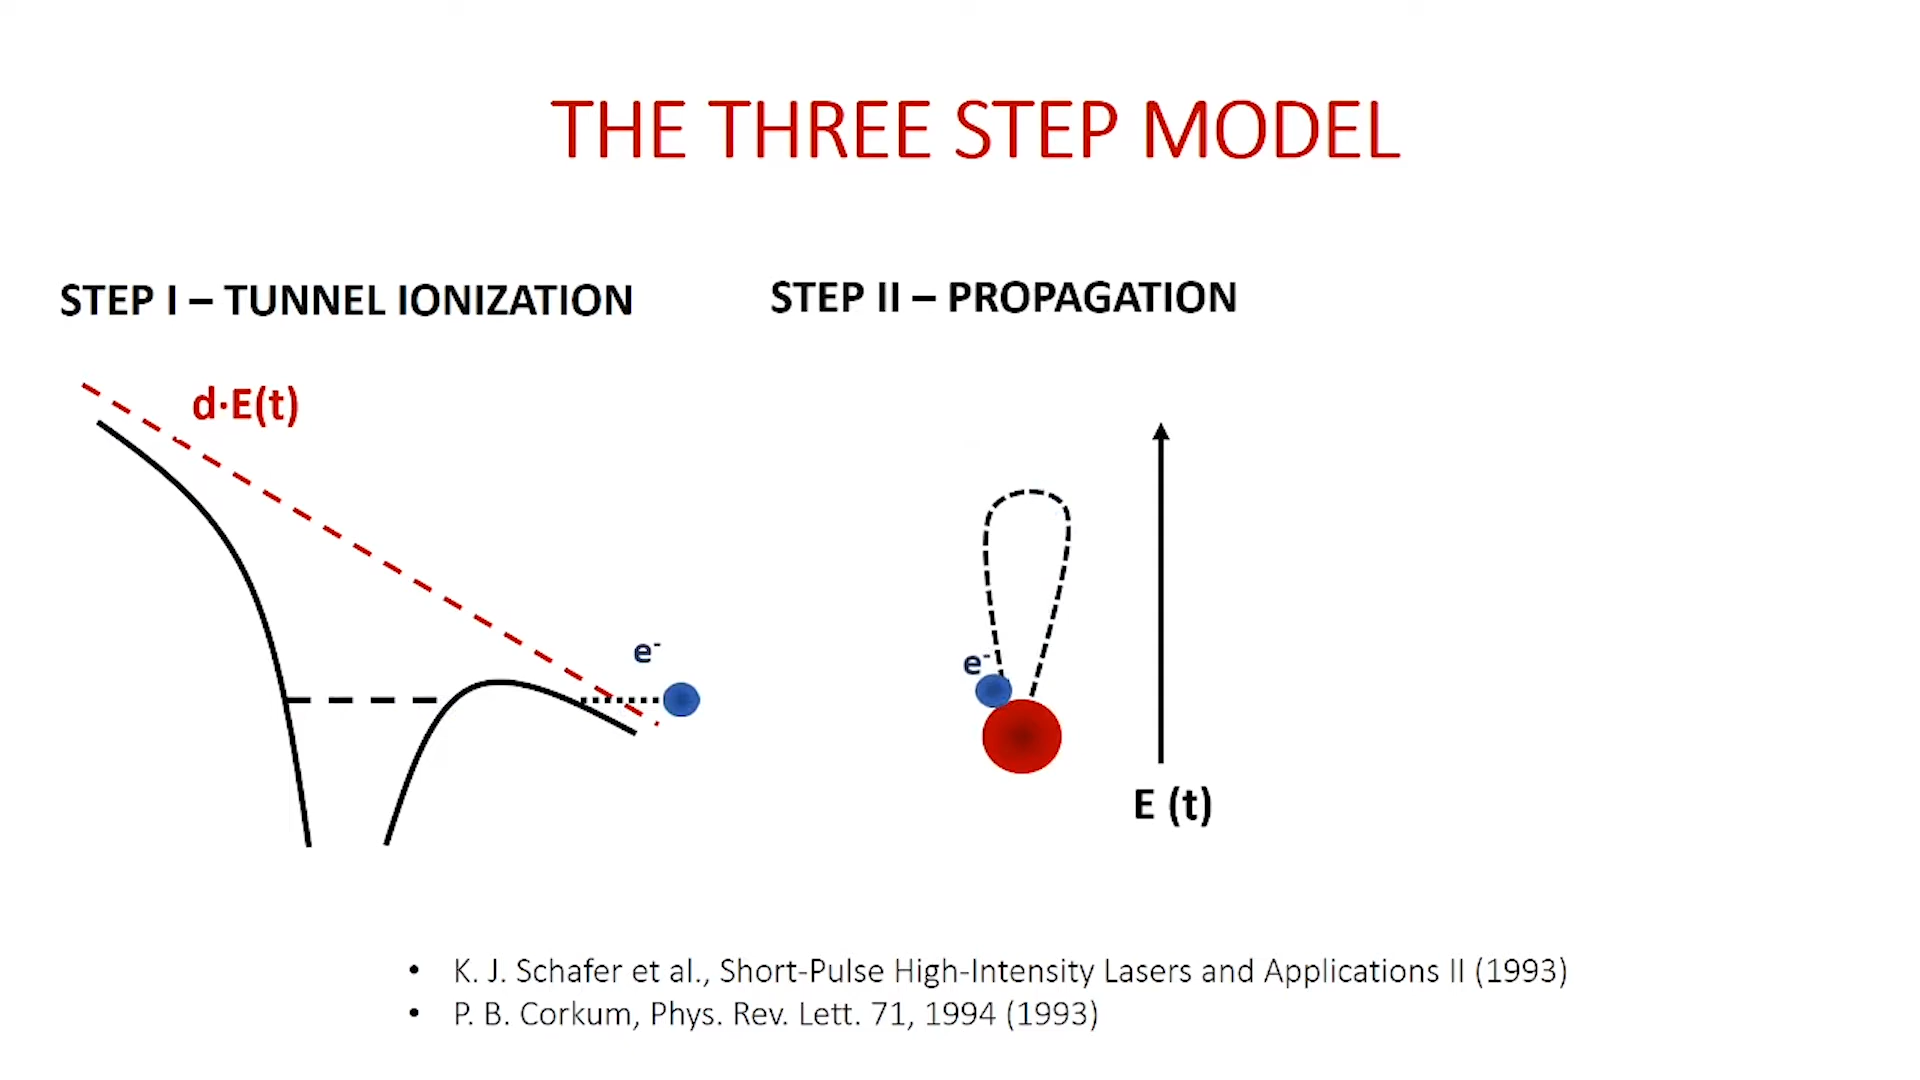 THE THREE STEP MODEL
STEP I – TUNNEL IONIZATION
d·E(t)
e-
STEP II – PROPAGATION
e-
E (t)
• K. J. Schafer et al., Short-Pulse High-Intensity Lasers and Applications II (1993)
• P. B. Corkum, Phys. Rev. Lett. 71, 1994 (1993)